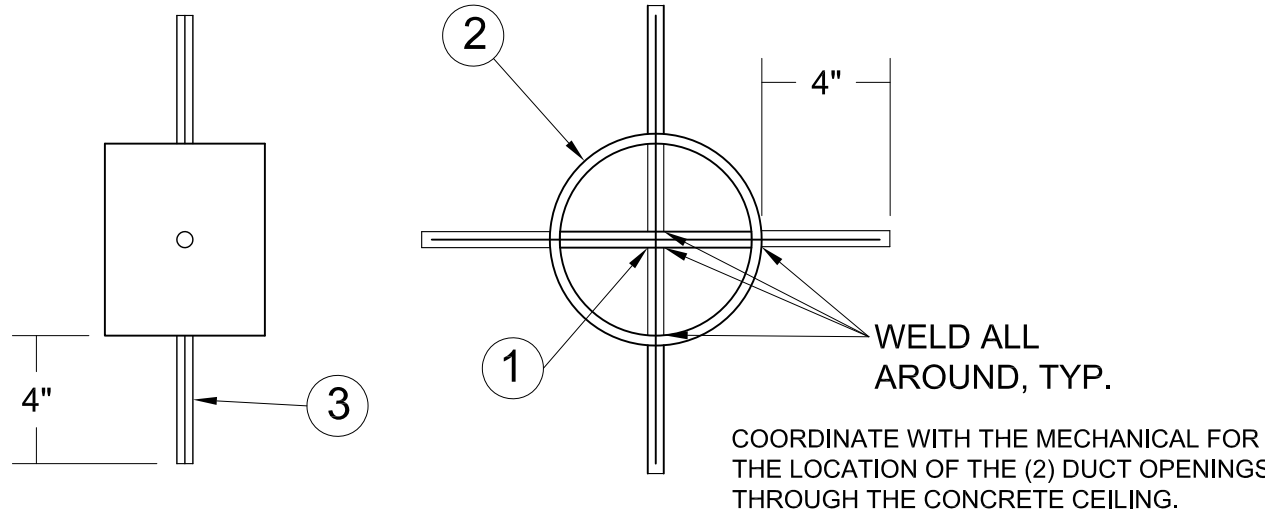 2
4"
1
3
4"
WELD ALL
AROUND, TYP.
COORDINATE WITH THE MECHANICAL FOR
THE LOCATION OF THE (2) DUCT OPENINGS
THROUGH THE CONCRETE CEILING.